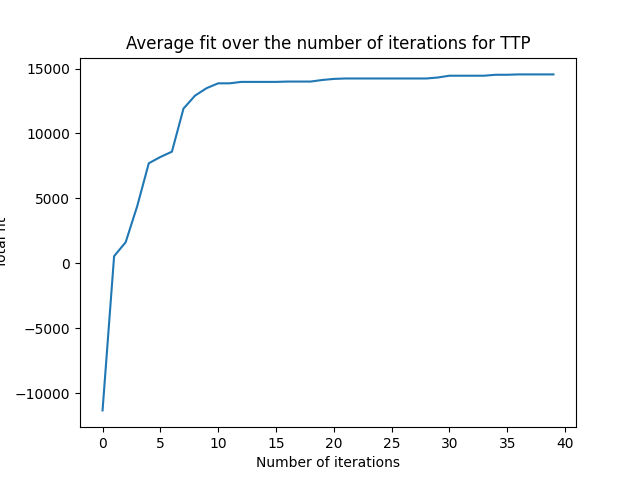 Average fit over the number of iterations for TTP
15000
10000
5000
0
−5000
−10000
fit
0 5 10 15 20 25 30 35 40
Number of iterations